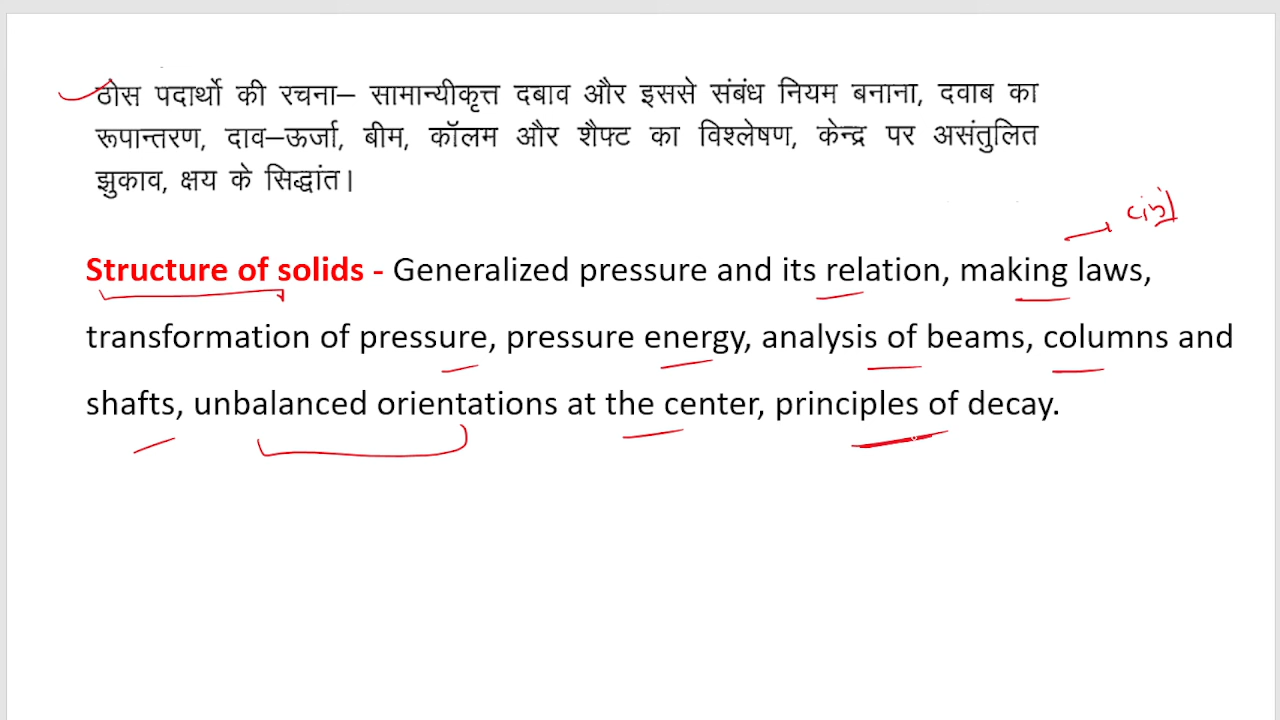 ठोस पदार्थो की रचना– सामान्यीकृत्त दबाव और इससे संबंध नियम बनाना, दवाब का
रूपान्तरण, दाव–ऊर्जा, बीम, कॉलम और शैफ्ट का विश्लेषण, केन्द्र पर असंतुलित
झुकाव, क्षय के सिद्धांत।
Structure of solids - Generalized pressure and its relation, making laws,
transformation of pressure, pressure energy, analysis of beams, columns and
shafts, unbalanced orientations at the center, principles of decay.